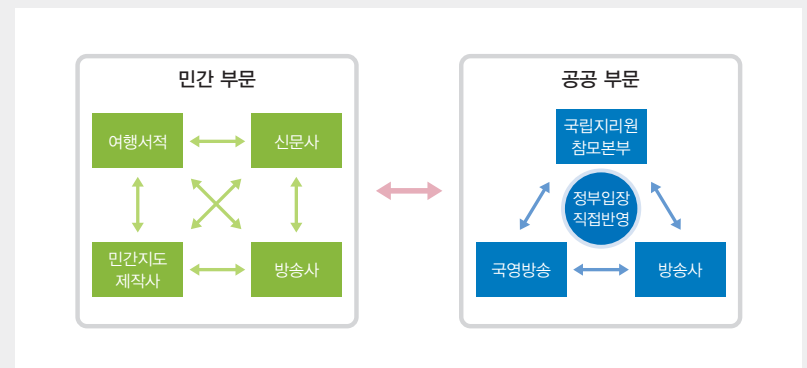 민간 부문
여행서적
신문사
민간지도
제작사
방송사
공공 부문
국립지리원
참모본부
정부입장
직접반영
국영방송
방송사